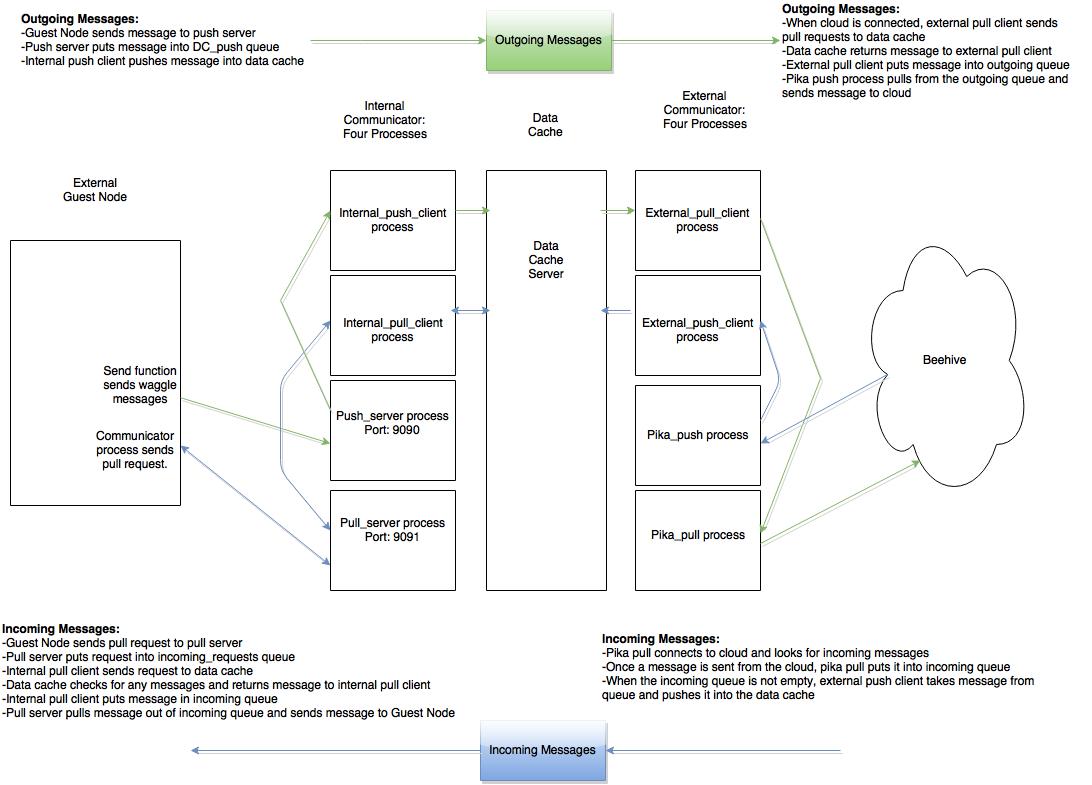 Outgoing Messages:
-Guest Node sends message to push server
-Push server puts message into DC_push queue
-Internal push client pushes message into data cache
Outgoing Messages
Outgoing Messages:
-When cloud is connected, external pull client sends
pull requests to data cache
-Data cache returns message to external pull client
-External pull client puts message into outgoing queue
-Pika push process pulls from the outgoing queue and
sends message to cloud
External
Guest Node
Internal
Communicator:
Four Processes
Data
Cache
External
Communicator:
Four Processes
Send function
sends waggle
messages
Communicator
process sends
pull request.
Internal_push_client
process
Internal_pull_client
process
Push_server process
Port: 9090
Pull_server process
Port: 9091
Data
Cache
Server
External_pull_client
process
External_push_client
process
Pika_push process
Pika_pull process
Beehive
Incoming Messages:
-Guest Node sends pull request to pull server
-Pull server puts request into incoming_requests queue
-Internal pull client sends request to data cache
-Data cache checks for any messages and returns message to internal pull client
-Internal pull client puts message in incoming queue
-Pull server pulls message out of incoming queue and sends message to Guest Node
Incoming Messages:
-Pika pull connects to cloud and looks for incoming messages
-Once a message is sent from the cloud, pika pull puts it into incoming queue
-When the incoming queue is not empty, external push client takes message from
queue and pushes it into the data cache
Incoming Messages